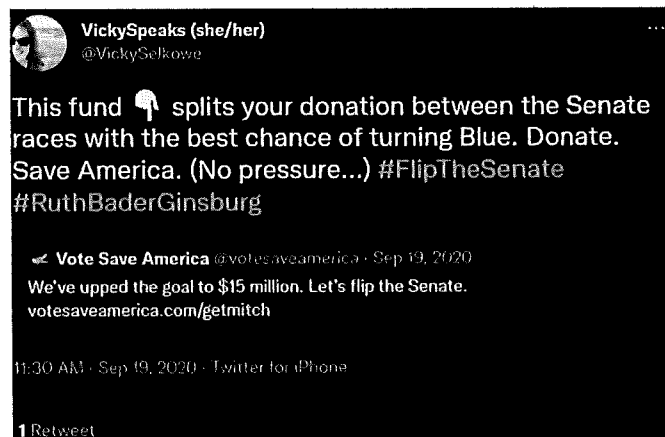 VickySpeaks (she/her)
@VickySelkowe
This fund 👇 splits your donation between the Senate
races with the best chance of turning Blue. Donate.
Save America. (No pressure...) #FlipTheSenate
#RuthBaderGinsburg
Vote Save America @votesaveamerica · Sep 19, 2020
We've upped the goal to $15 million. Let's flip the Senate.
votesaveamerica.com/getmitch
11:30 AM · Sep 19, 2020 · Twitter for iPhone
1 Retweet